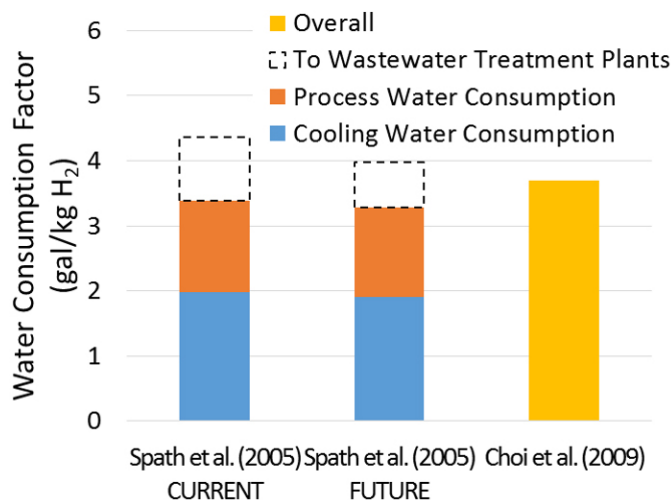 Water Consumption Factor
(gal/kg H₂)
6
5
4
3
2
1
0
Overall
To Wastewater Treatment Plants
Process Water Consumption
Cooling Water Consumption
Spath et al. (2005)
CURRENT
Spath et al. (2005)
FUTURE
Choi et al. (2009)